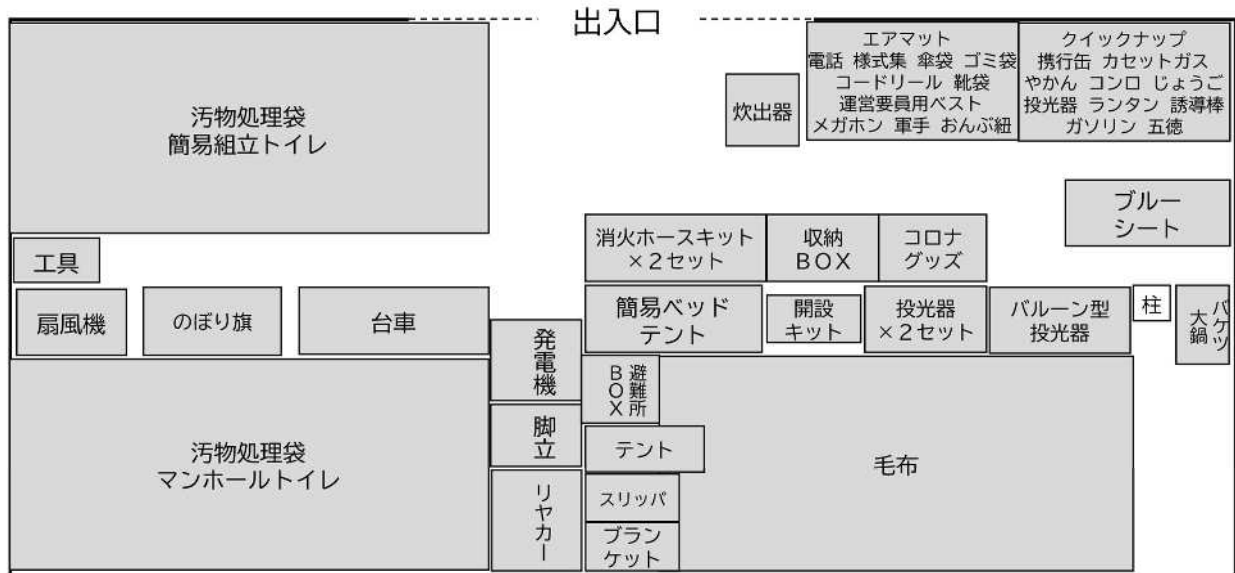 出入口
汚物処理袋
簡易組立トイレ
炊出器
エアマット
電話 様式集 傘袋 ゴミ袋
コードリール 靴袋
運営要員用ベスト
メガホン 軍手 おんぶ紐
クイックナップ
携行缶 カセットガス
やかん コンロ じょうご
投光器 ランタン 誘導棒
ガソリン 五徳
ブルー
シート
消火ホースキット
×2セット
収納
BOX
コロナ
グッズ
工具
扇風機
のぼり旗
台車
発電機
簡易ベッド
テント
開設
キット
投光器
×2セット
バルーン型
投光器
柱
バケツ
大鍋
避難所
BOX
脚立
テント
毛布
汚物処理袋
マンホールトイレ
リヤカー
スリッパ
ブラン
ケット